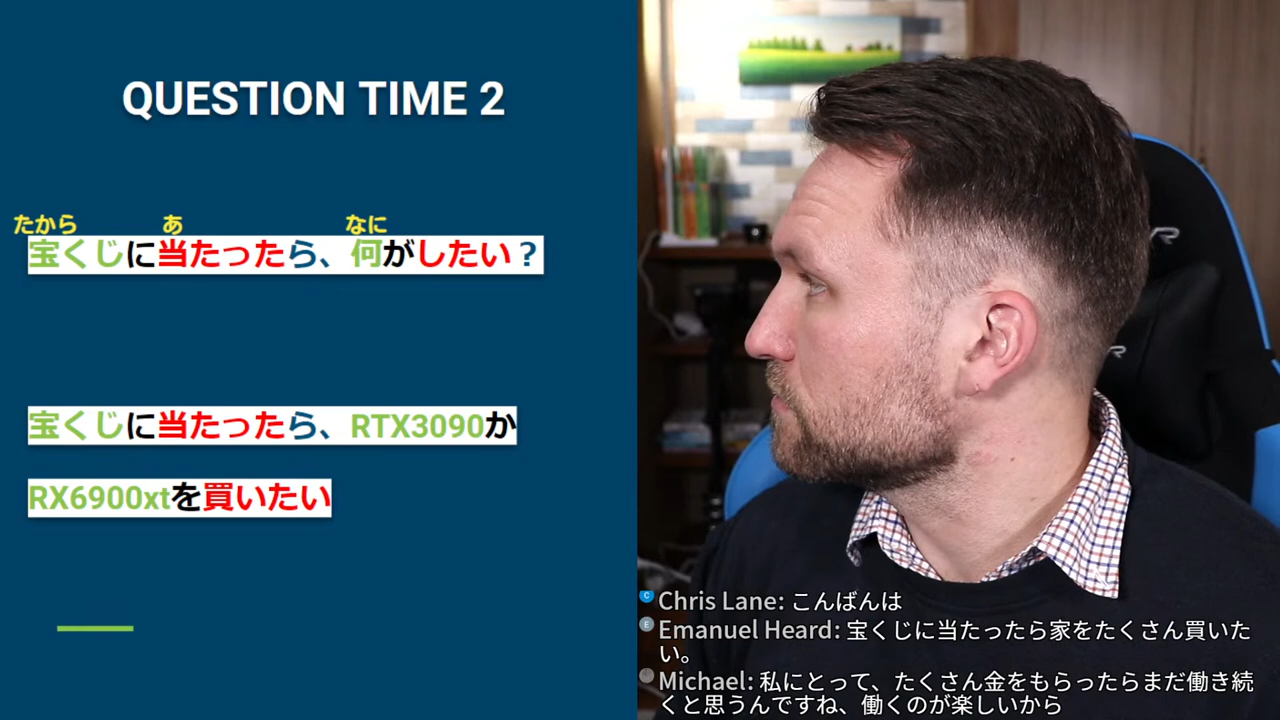 QUESTION TIME 2
たから あ なに
宝くじに当たったら、何がしたい？
宝くじに当たったら、RTX3090か
RX6900xtを買いたい
C Chris Lane: こんばんは
E Emanuel Heard: 宝くじに当たったら家をたくさん買いた
い。
Michael: 私にとって、たくさん金をもらったらまだ働き続
くと思うんですね、働くのが楽しいから